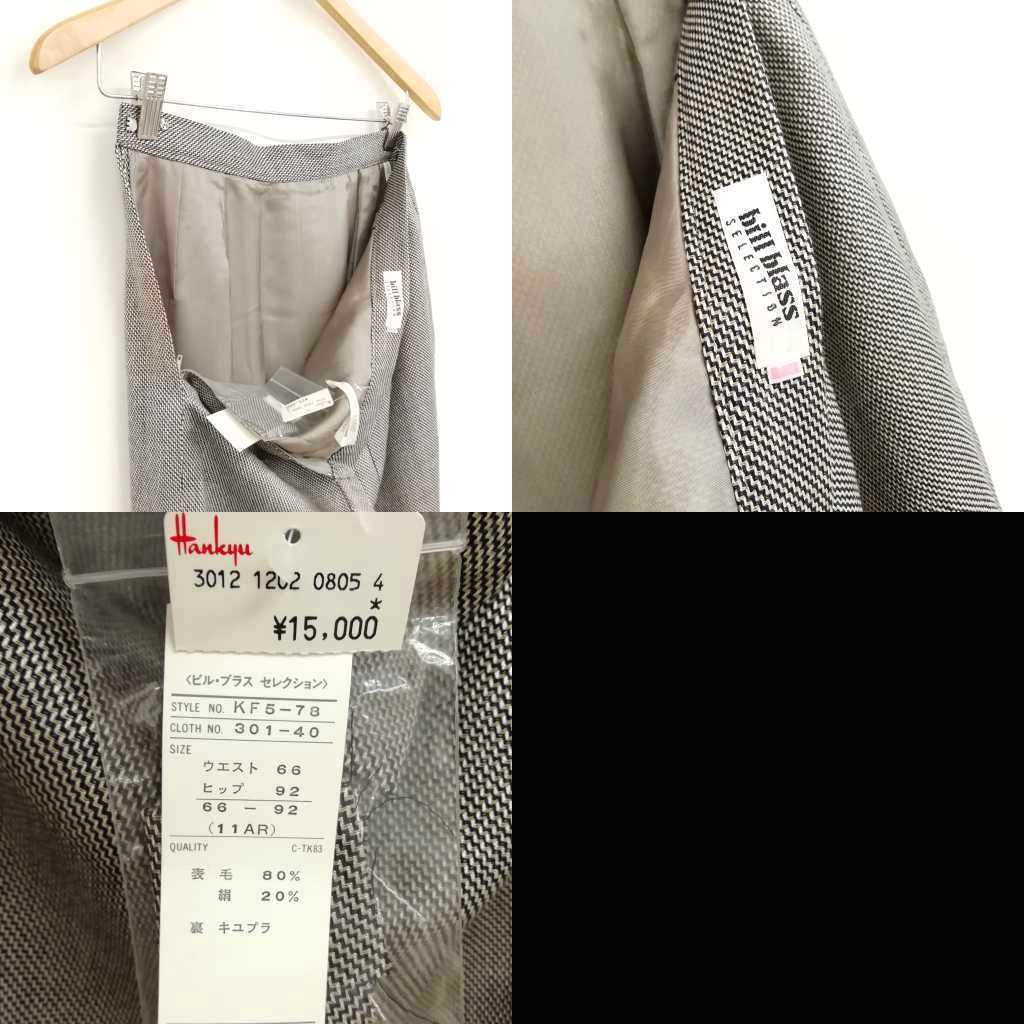 bill blass
SELECTION
bill blass
SELECTION
Hankyu
3012 1202 0805 4
*
¥15,000
〈ビル・ブラス セレクション〉
STYLE NO. KF5-78
CLOTH NO. 301-40
SIZE
ウエスト 66
ヒップ 92
66 - 92
(11AR)
QUALITY C-TK83
表 毛 80%
絹 20%
裏 キユプラ